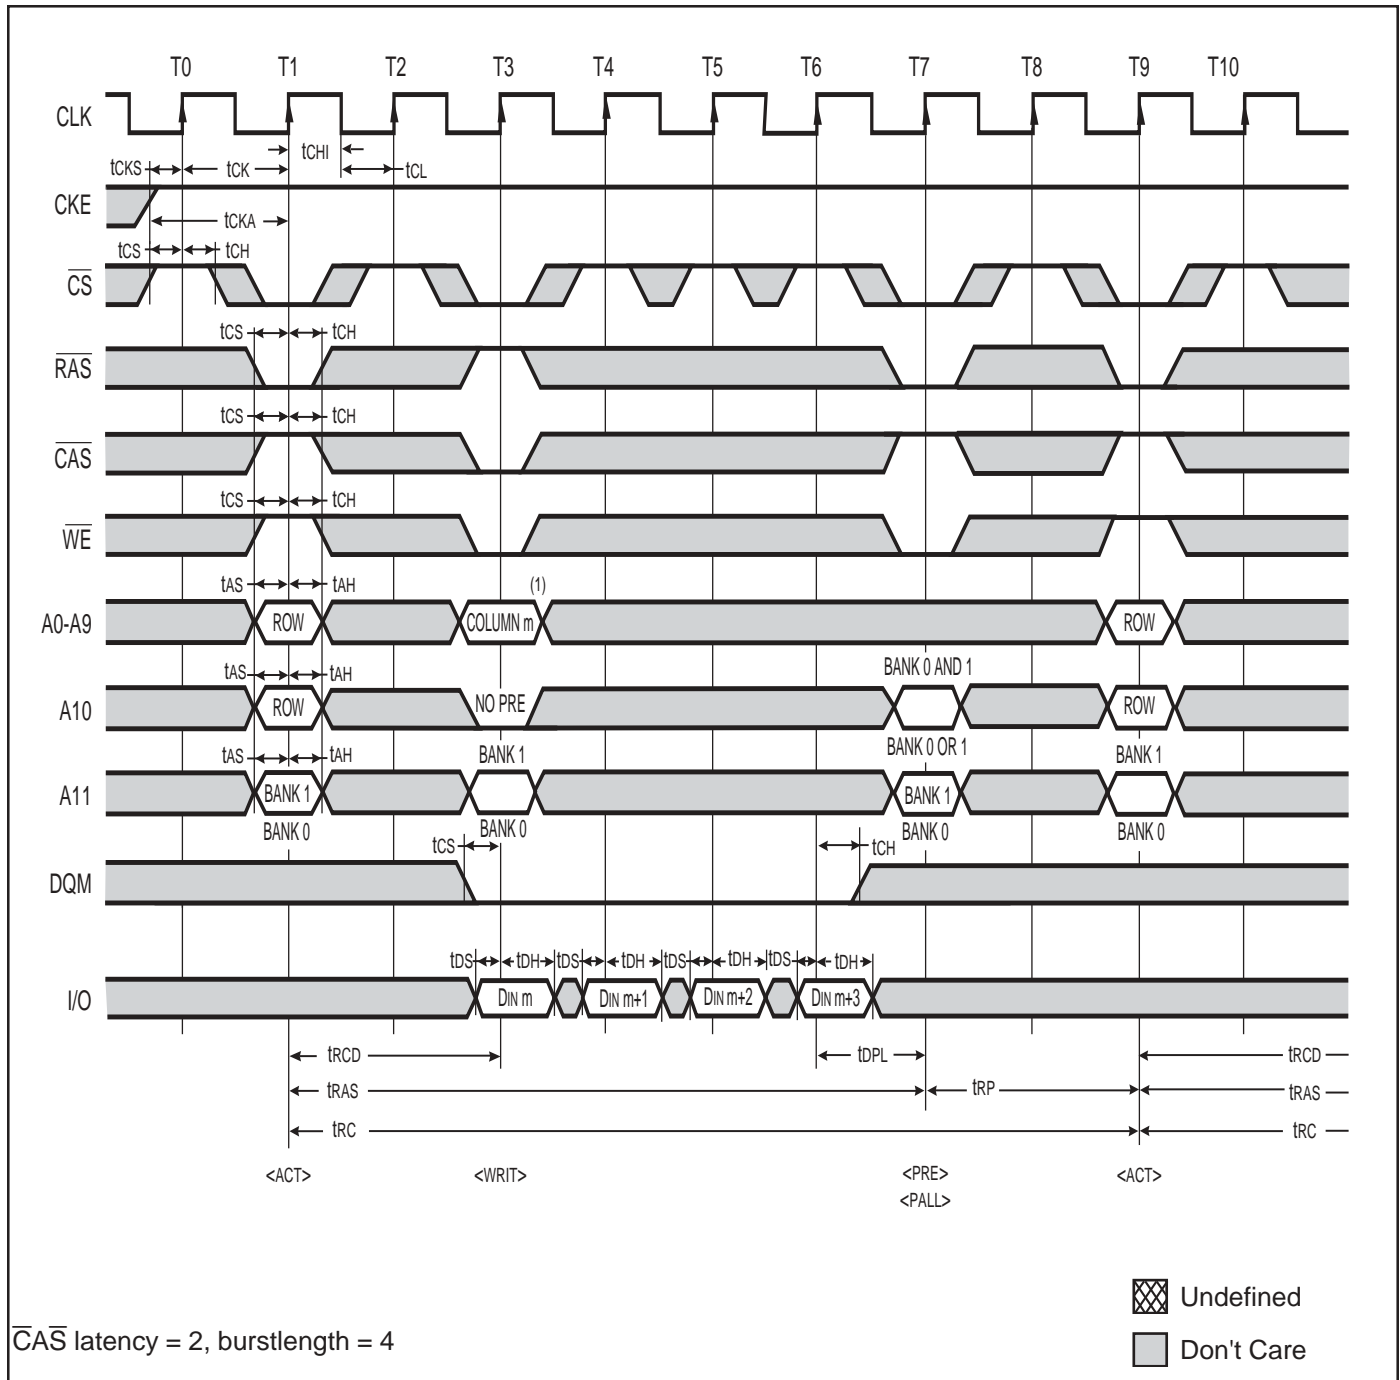 T0 T1 T2 T3 T4 T5 T6 T7 T8 T9 T10
CLK
tCHI
tCKS tCK tCL
CKE
tCKA
tCS tCH
CS
tCS tCH
RAS
tCS tCH
CAS
tCS tCH
WE
tAS tAH (1)
A0-A9 ROW COLUMN m ROW
tAS tAH BANK 0 AND 1
A10 ROW NO PRE ROW
tAS tAH BANK 1 BANK 0 OR 1 BANK 1
A11 BANK 1 BANK 1
BANK 0 BANK 0 BANK 0 BANK 0
tCS tCH
DQM
tDS tDH tDS tDH tDS tDH tDS tDH
I/O DIN m DIN m+1 DIN m+2 DIN m+3
tRCD tDPL tRCD
tRAS tRP tRAS
tRC tRC
<ACT> <WRIT> <PRE> <ACT>
<PALL>
Undefined
CAS latency = 2, burstlength = 4
Don't Care